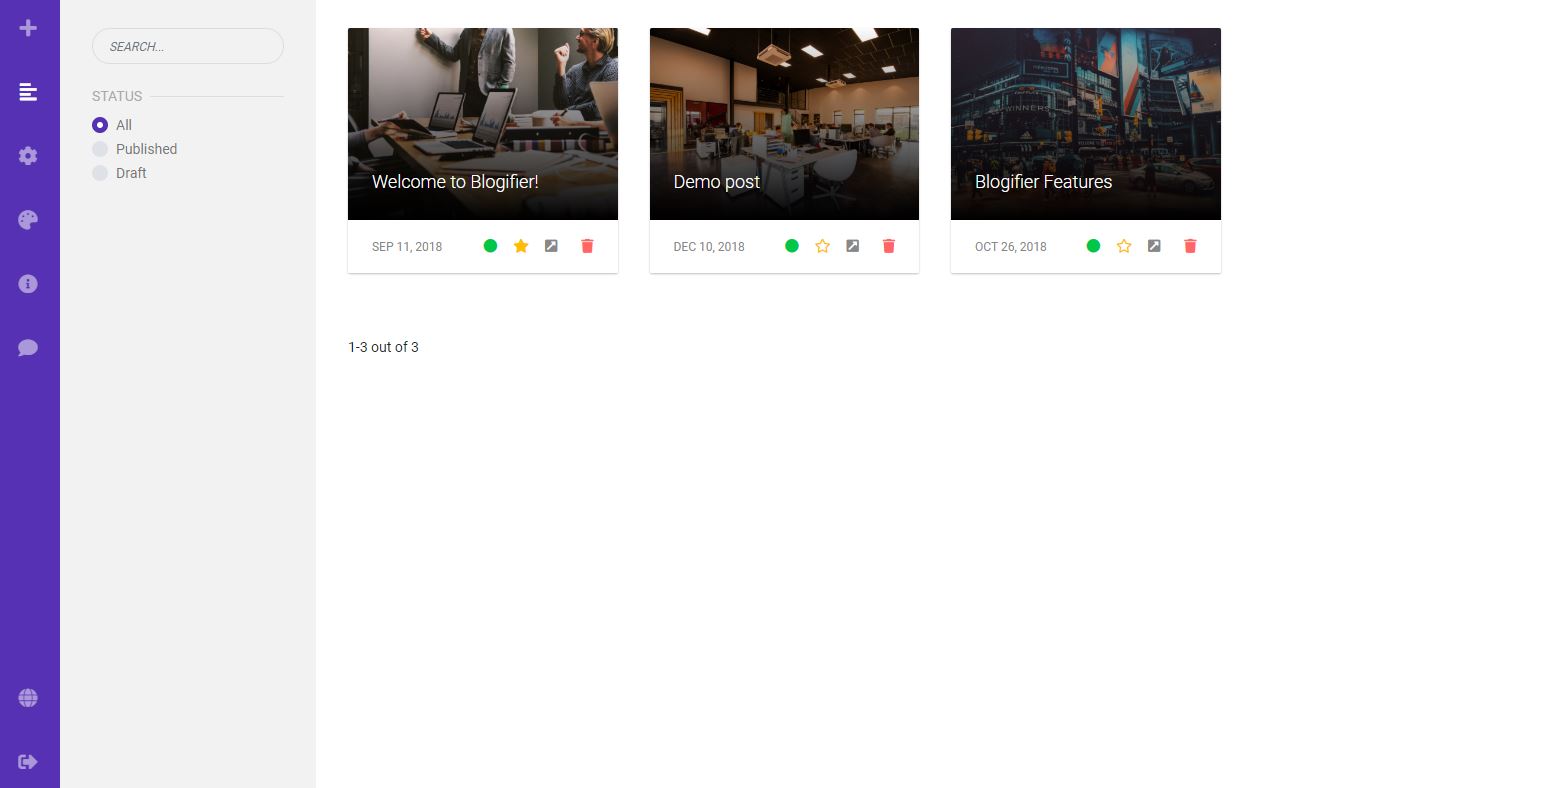 SEARCH...
STATUS
All
Published
Draft
WINNERS
Welcome to Blogifier!
Demo post
Blogifier Features
SEP 11, 2018
DEC 10, 2018
OCT 26, 2018
1-3 out of 3